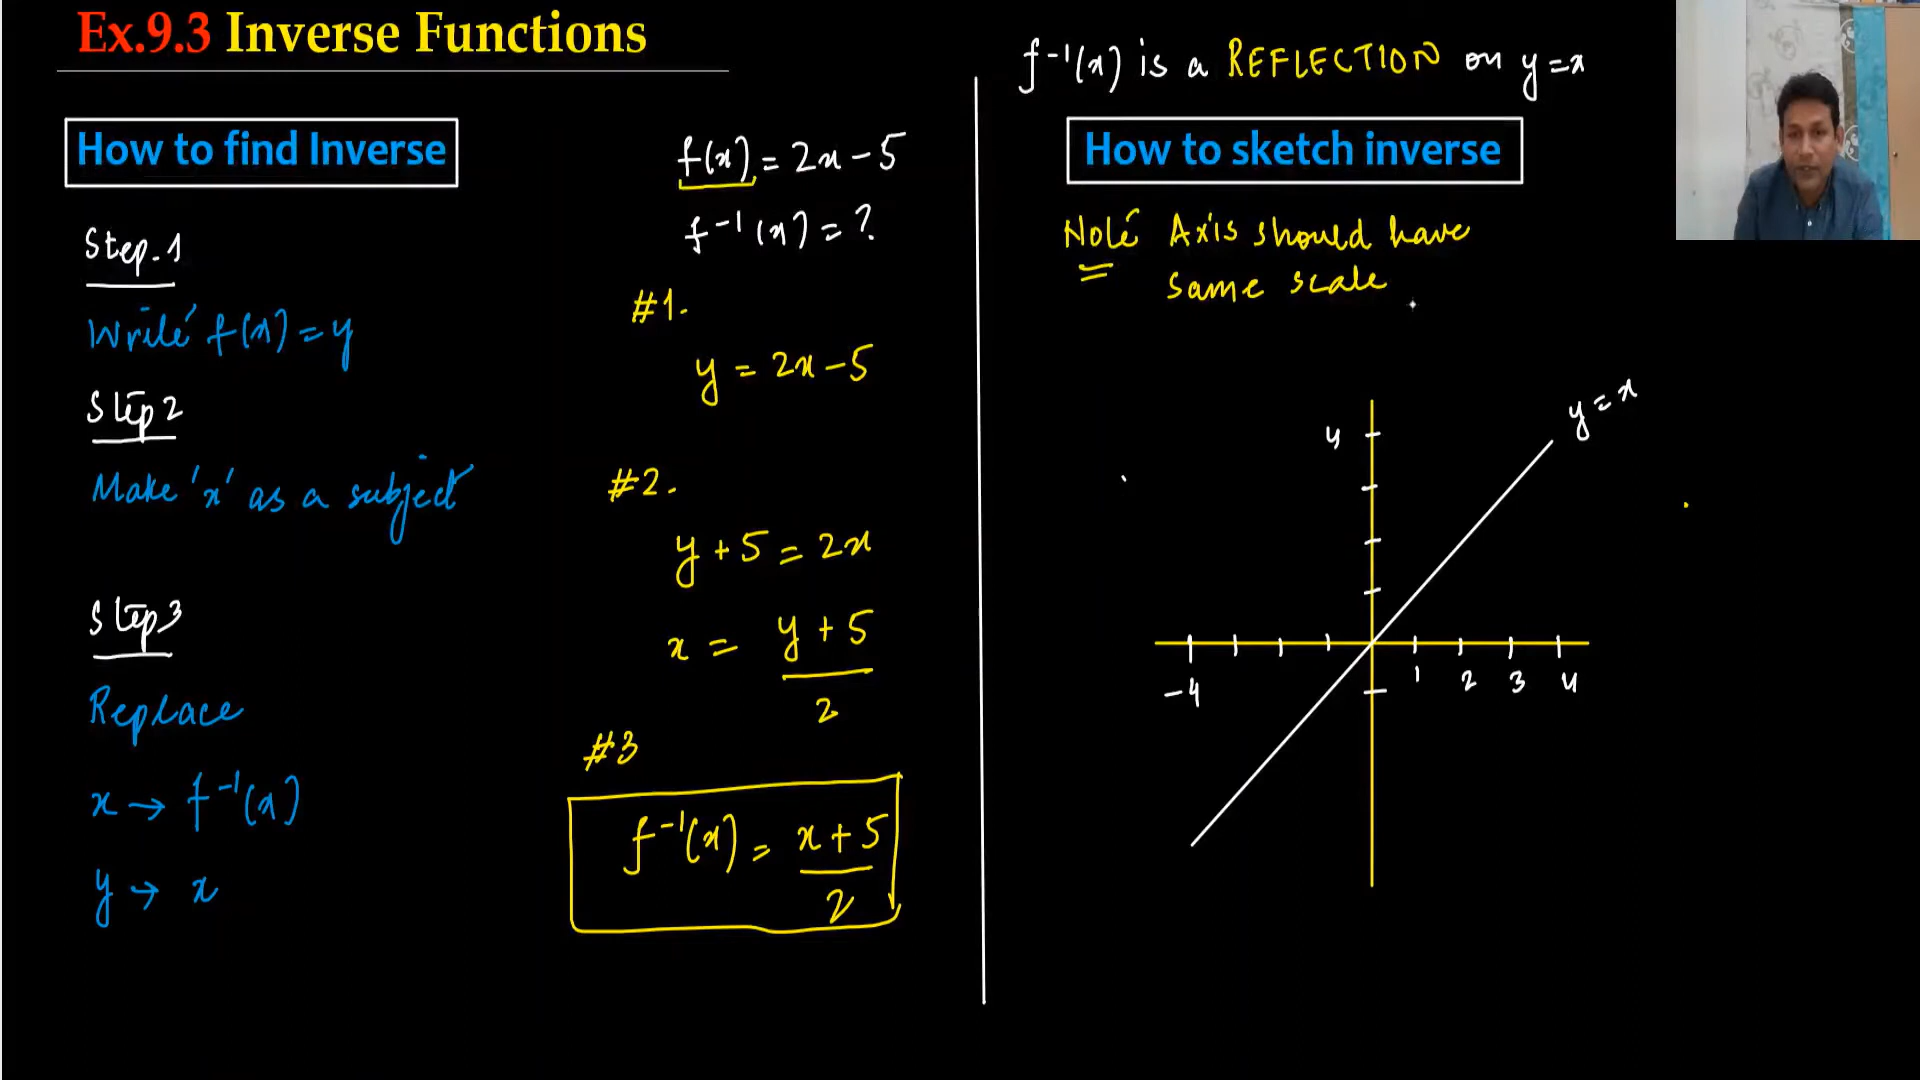 Ex.9.3 Inverse Functions
How to find Inverse
Step.1
Write f(x) = y
Step 2
Make 'x' as a subject
Step 3
Replace
x → f⁻¹(x)
y → x
f(x) = 2x - 5
f⁻¹(x) = ?
#1.
y = 2x - 5
#2.
y + 5 = 2x
x = y + 5
2
#3
f⁻¹(x) = x + 5
2
f⁻¹(x) is a REFLECTION on y = x
How to sketch inverse
Note Axis should have
same scale
y = x
4
-4 1 2 3 4